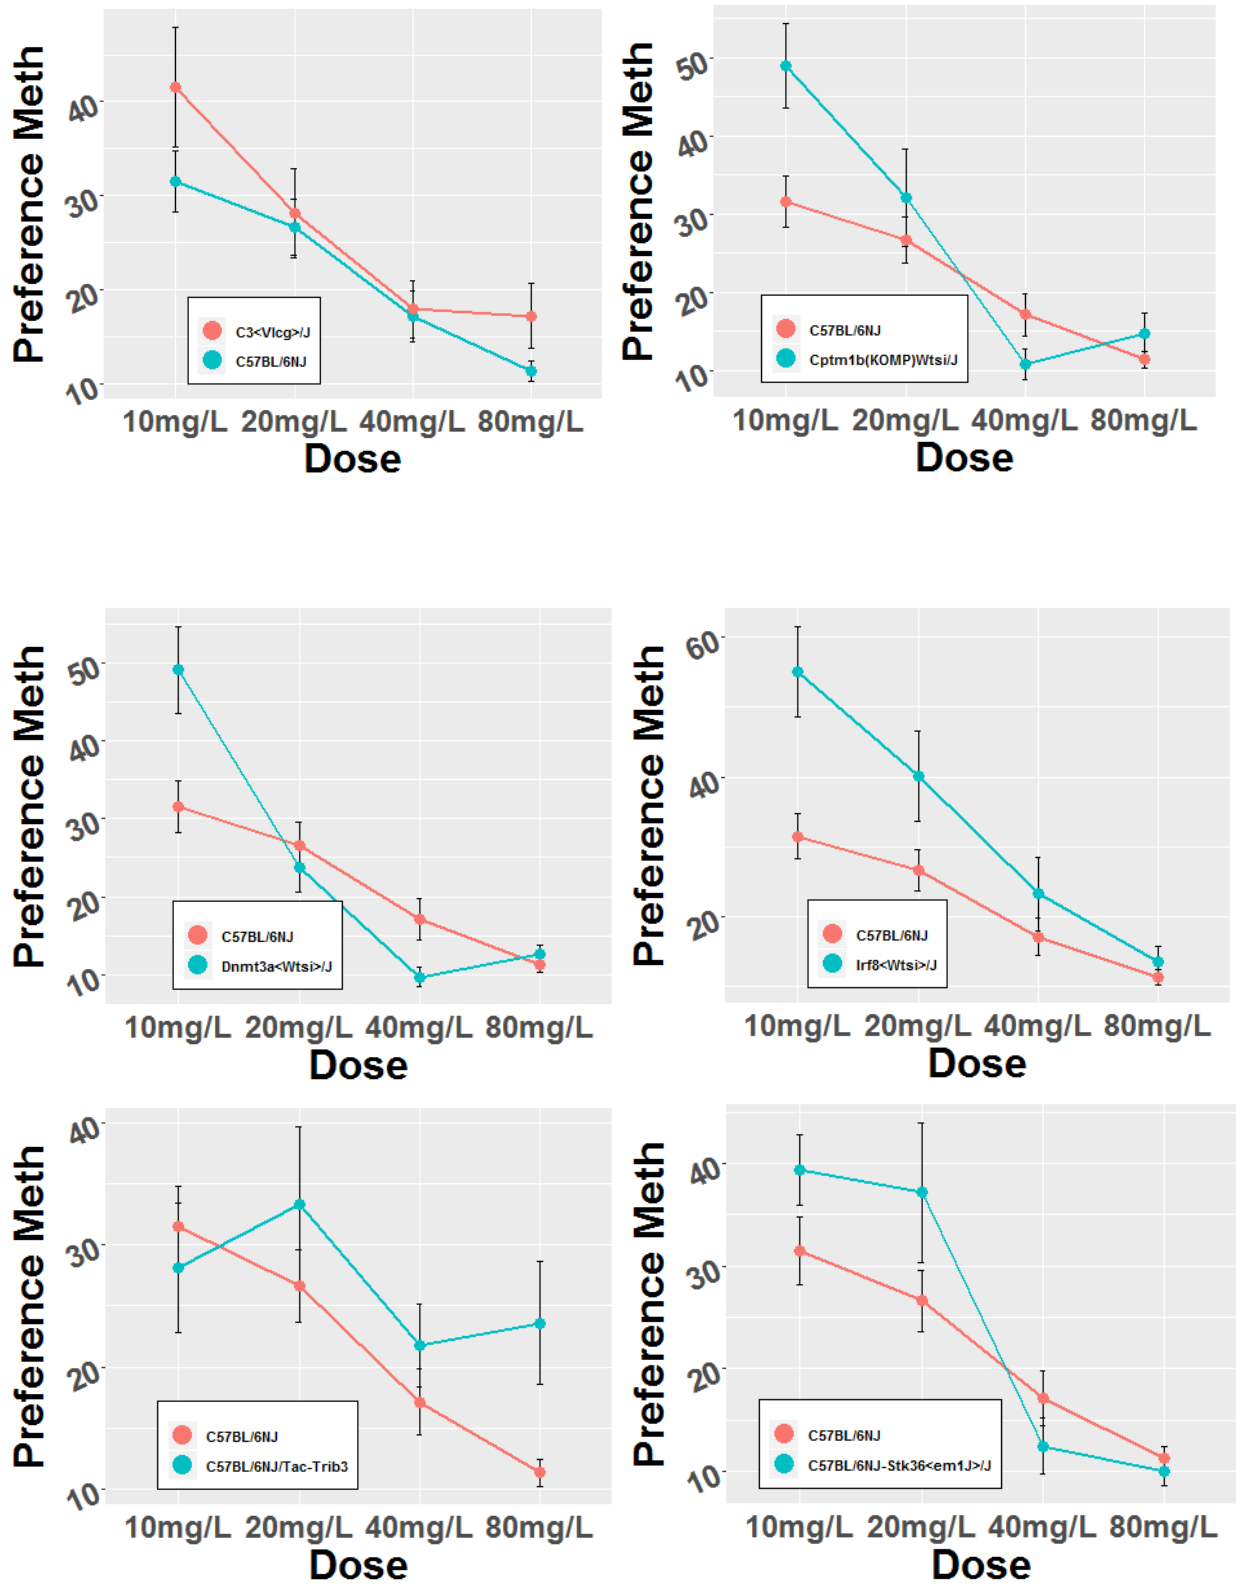 Preference Meth
40
30
20
10
C3<Vlcg>/J
C57BL/6NJ
10mg/L 20mg/L 40mg/L 80mg/L
Dose
Preference Meth
50
40
30
20
10
C57BL/6NJ
Cptm1b(KOMP)Wtsi/J
10mg/L 20mg/L 40mg/L 80mg/L
Dose
Preference Meth
50
40
30
20
10
C57BL/6NJ
Dnmt3a<Wtsi>/J
10mg/L 20mg/L 40mg/L 80mg/L
Dose
Preference Meth
60
40
20
C57BL/6NJ
Irf8<Wtsi>/J
10mg/L 20mg/L 40mg/L 80mg/L
Dose
Preference Meth
40
30
20
10
C57BL/6NJ
C57BL/6NJ/Tac-Trib3
10mg/L 20mg/L 40mg/L 80mg/L
Dose
Preference Meth
40
30
20
10
C57BL/6NJ
C57BL/6NJ-Stk36<em1J>/J
10mg/L 20mg/L 40mg/L 80mg/L
Dose